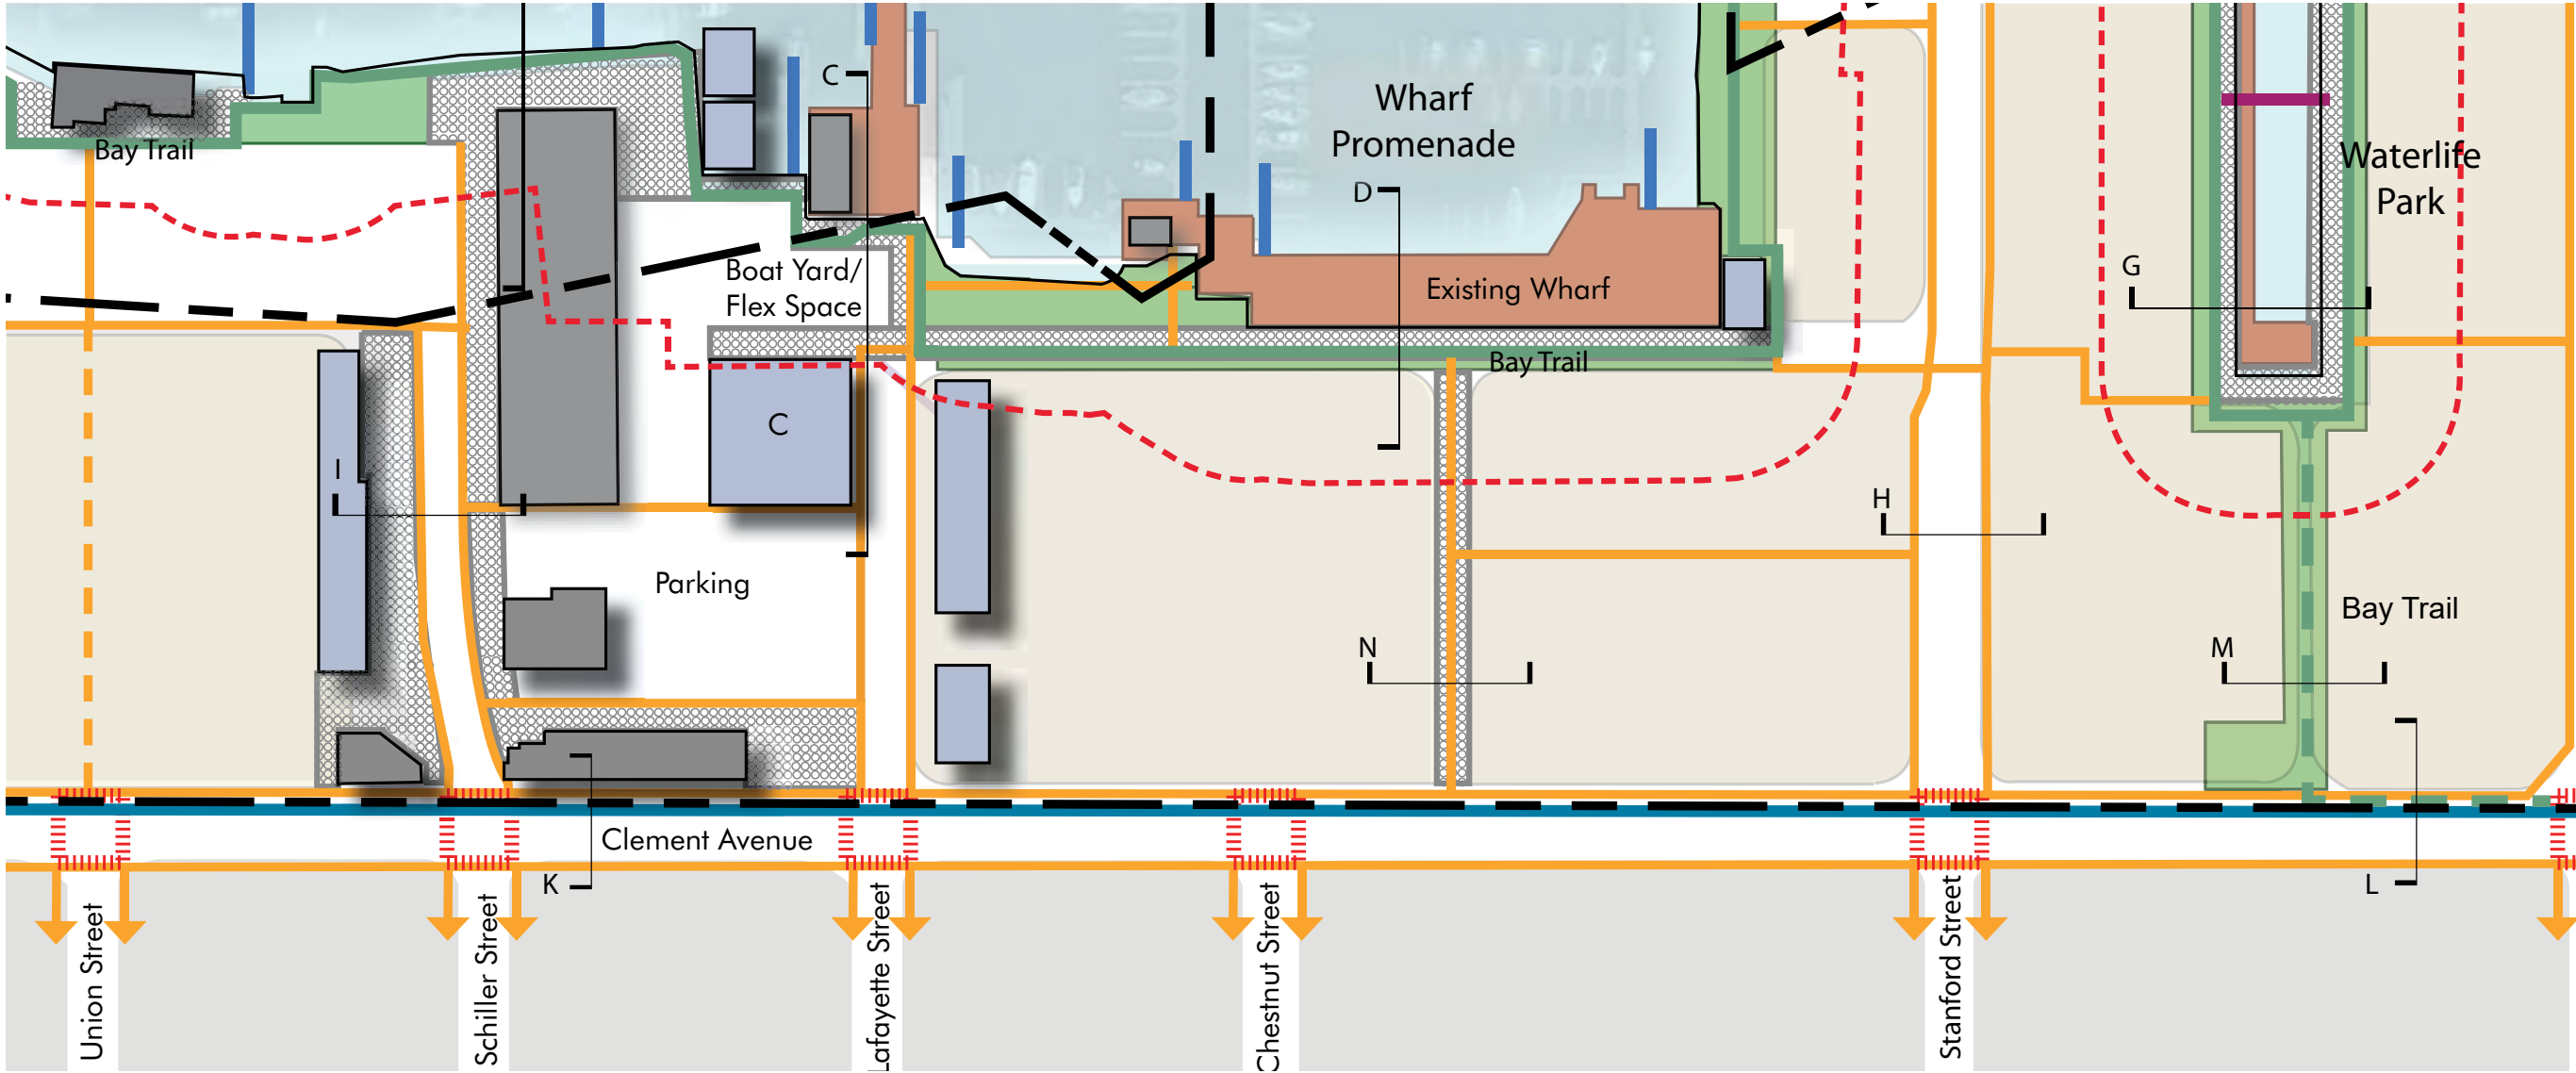 C
Wharf
Promenade
Bay Trail
Waterlife
Park
D
Boat Yard/
Flex Space
G
Existing Wharf
Bay Trail
C
I
H
Parking
Bay Trail
N
M
Clement Avenue
K
L
Union Street
Schiller Street
Lafayette Street
Chestnut Street
Stanford Street